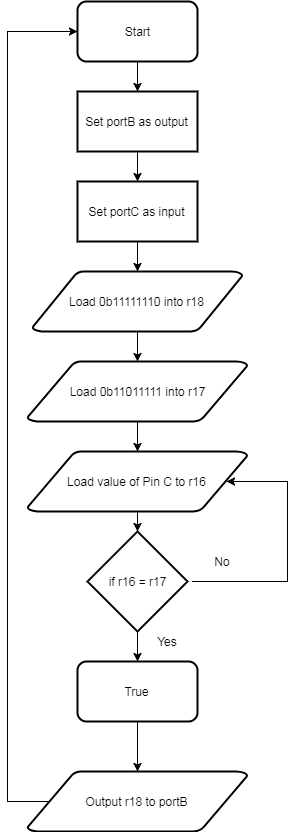 Start
Set portB as output
Set portC as input
Load 0b11111110 into r18
Load 0b11011111 into r17
Load value of Pin C to r16
if r16 = r17
No
Yes
True
Output r18 to portB